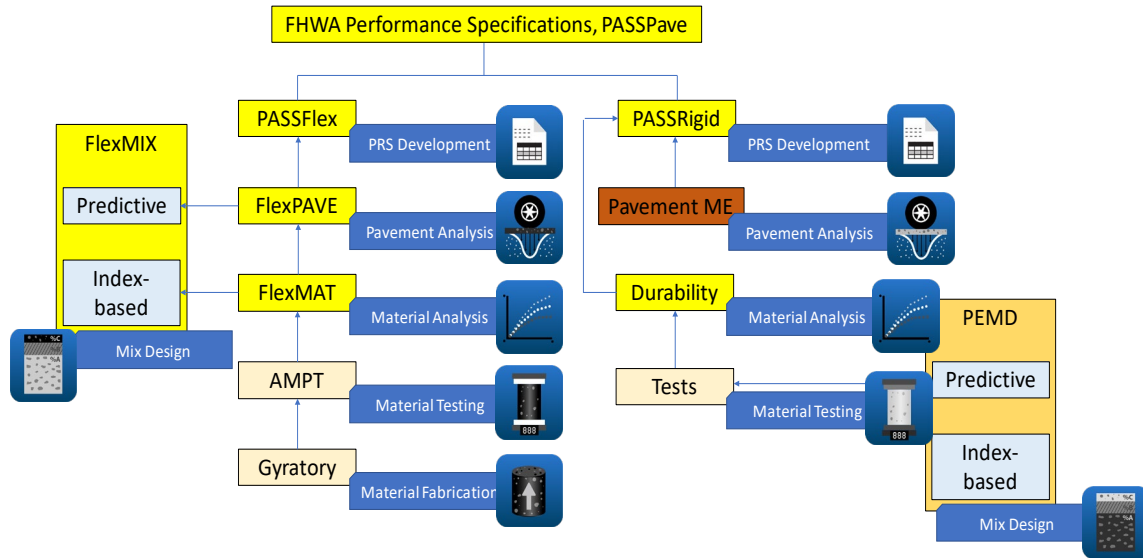 FHWA Performance Specifications, PASSPave
PASSFlex
PRS Development
PASSRigid
PRS Development
FlexMIX
Predictive
FlexPAVE
Pavement Analysis
Pavement ME
Pavement Analysis
Index-
based
FlexMAT
Material Analysis
Durability
Material Analysis
PEMD
Mix Design
%C
%A
AMPT
Material Testing
888
Tests
Material Testing
888
Predictive
Gyratory
Material Fabrication
Index-
based
Mix Design
%C
%A